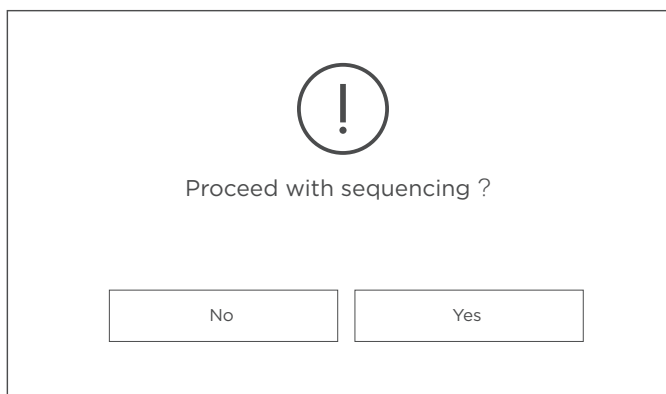 Proceed with sequencing ?
No
Yes